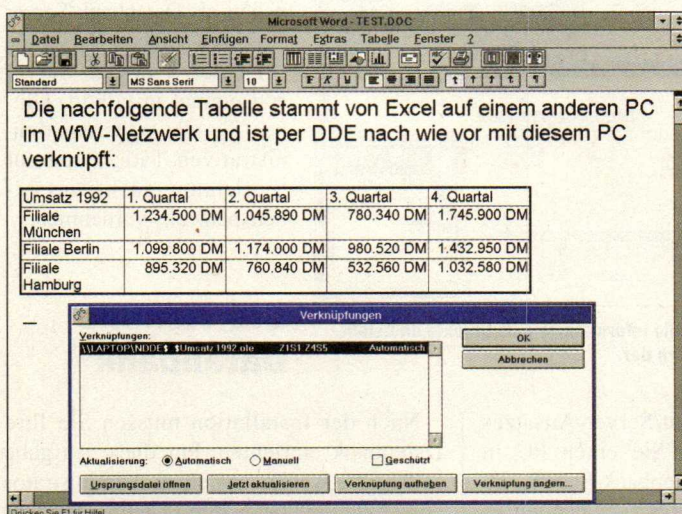 Microsoft Word - TEST.DOC
Datei Bearbeiten Ansicht Einfügen Format Extras Tabelle Fenster ?
Standard MS Sans Serif 10 F K U
Die nachfolgende Tabelle stammt von Excel auf einem anderen PC
im WfW-Netzwerk und ist per DDE nach wie vor mit diesem PC
verknüpft:
Umsatz 1992 1. Quartal 2. Quartal 3. Quartal 4. Quartal
Filiale München 1.234.500 DM 1.045.890 DM 780.340 DM 1.745.900 DM
Filiale Berlin 1.099.800 DM 1.174.000 DM 980.520 DM 1.432.950 DM
Filiale Hamburg 895.320 DM 760.840 DM 532.560 DM 1.032.580 DM
Verknüpfungen
Verknüpfungen:
\\LAPTOP\NDDE$ $Umsatz 1992 ole Z1S1:Z4S5 Automatisch
OK
Abbrechen
Aktualisierung: Automatisch Manuell Geschützt
Ursprungsdatei öffnen Jetzt aktualisieren Verknüpfung aufheben Verknüpfung ändern...
Drücken Sie F1 für Hilfe!